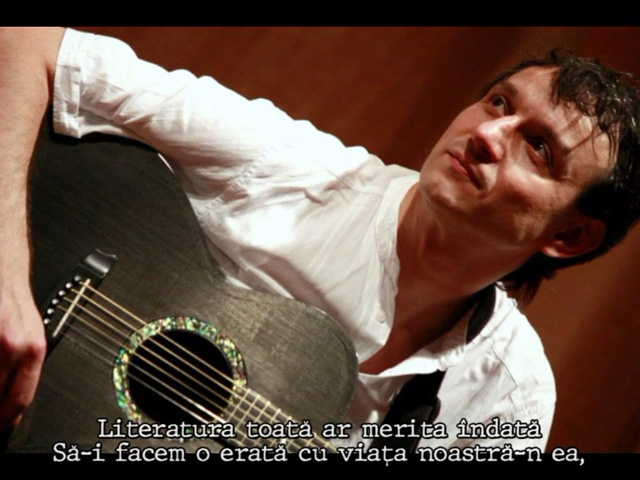 Literatura toată ar merita îndată
Să-i facem o erată cu viața noastră-n ea,